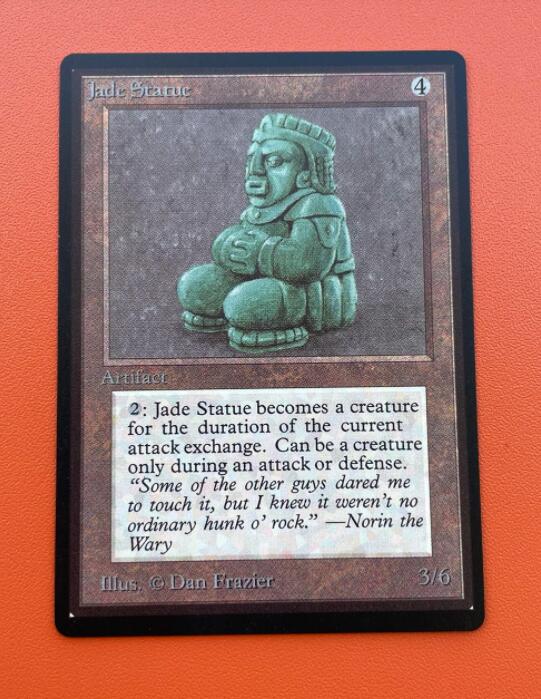 Jade Statue 4
Artifact
2: Jade Statue becomes a creature
for the duration of the current
attack exchange. Can be a creature
only during an attack or defense.
“Some of the other guys dared me
to touch it, but I knew it weren’t no
ordinary hunk o’ rock.” —Norin the
Wary
Illus. © Dan Frazier 3/6